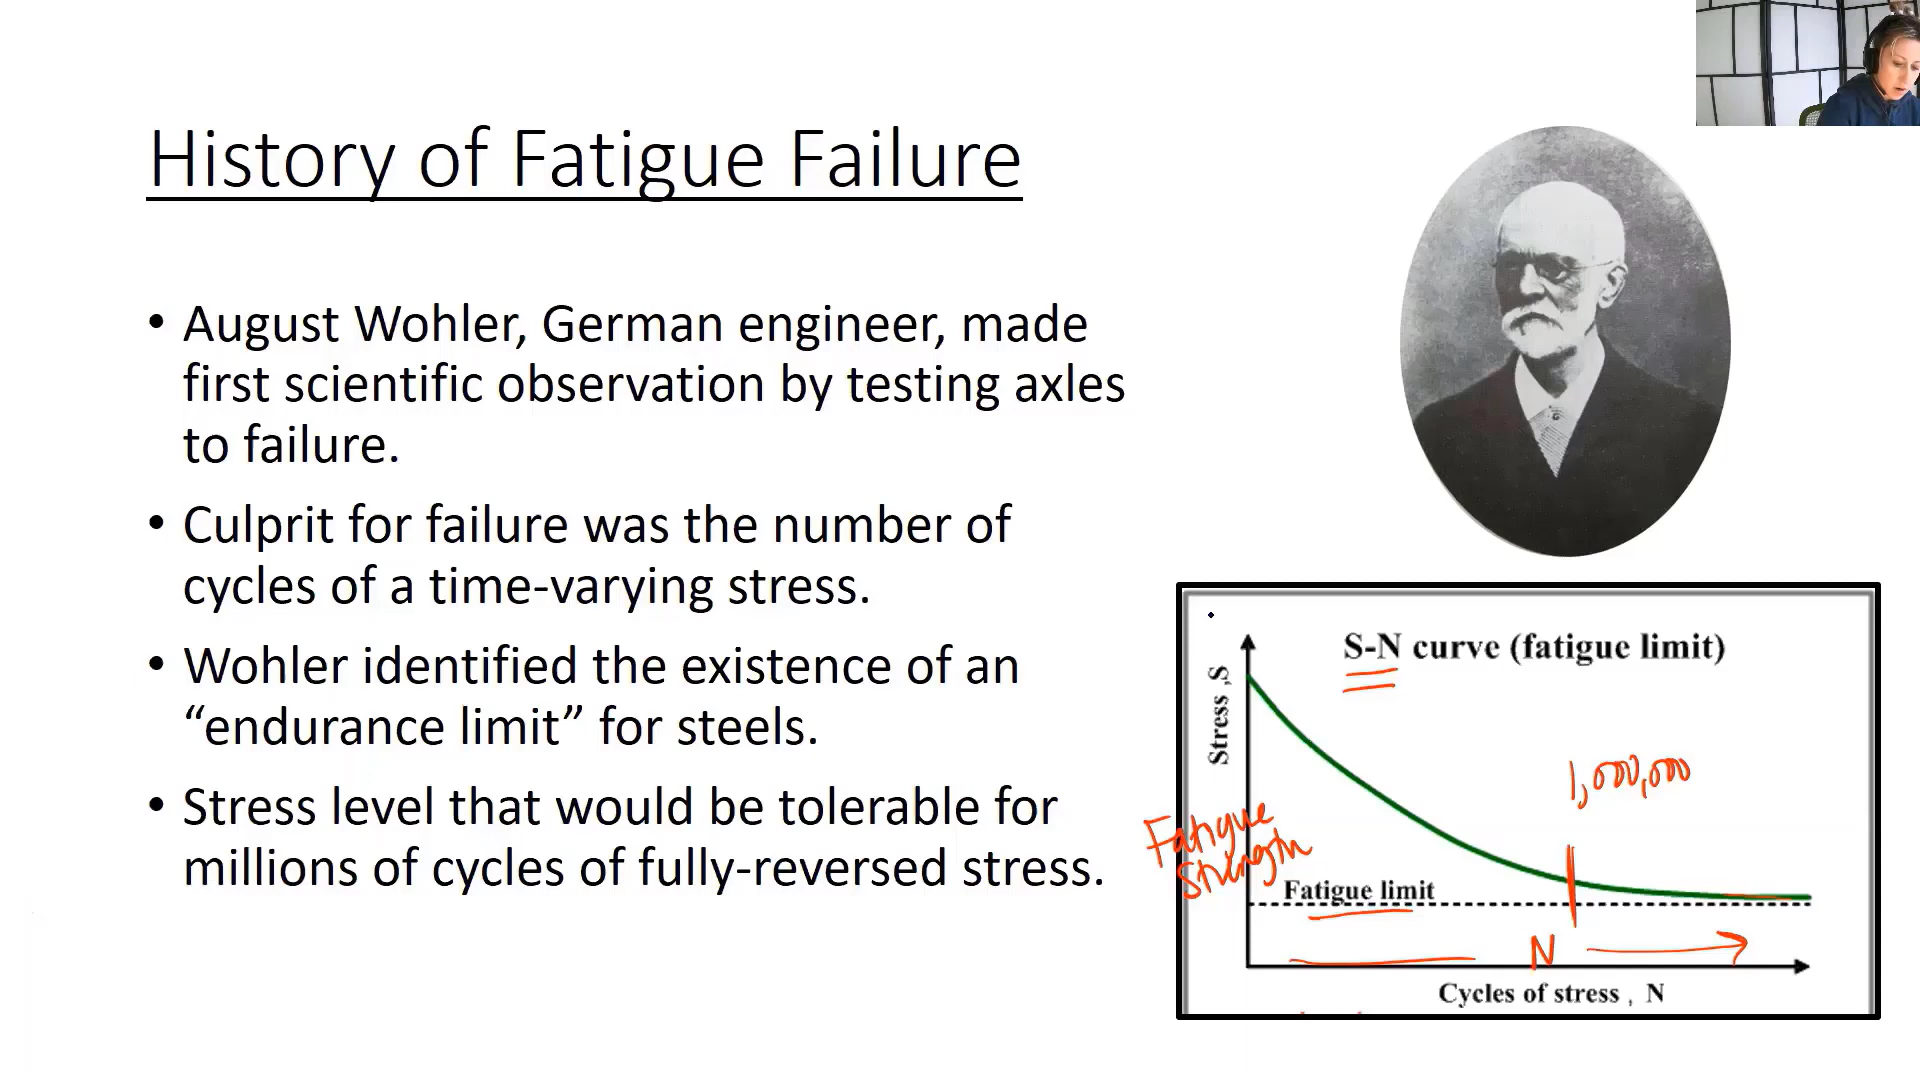 History of Fatigue Failure
• August Wohler, German engineer, made
first scientific observation by testing axles
to failure.
• Culprit for failure was the number of
cycles of a time-varying stress.
• Wohler identified the existence of an
“endurance limit” for steels.
• Stress level that would be tolerable for
millions of cycles of fully-reversed stress.
S-N curve (fatigue limit)
Stress ,S
1,000,000
Fatigue
Strength
Fatigue limit
N
Cycles of stress , N